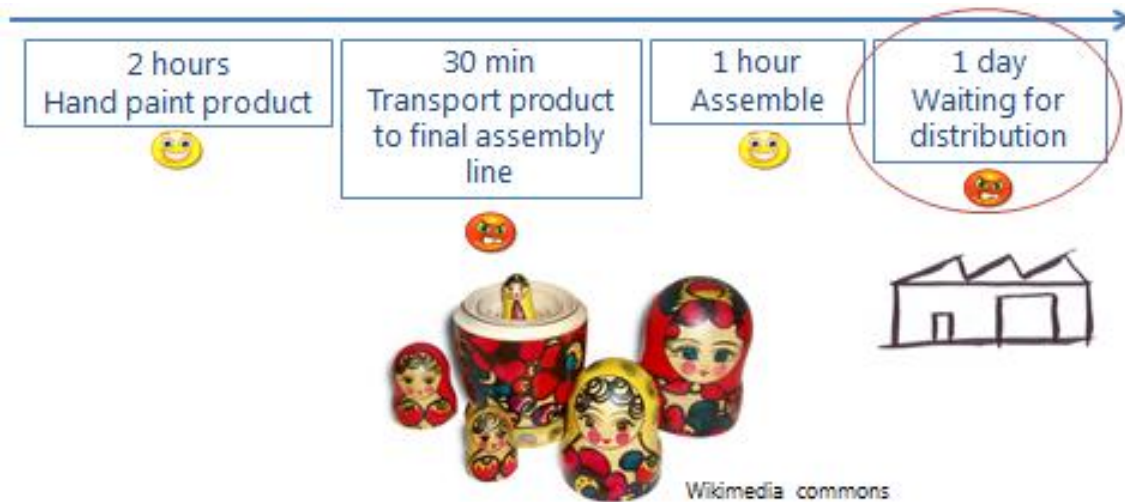 2 hours
Hand paint product
30 min
Transport product
to final assembly
line
1 hour
Assemble
1 day
Waiting for
distribution
Wikimedia commons